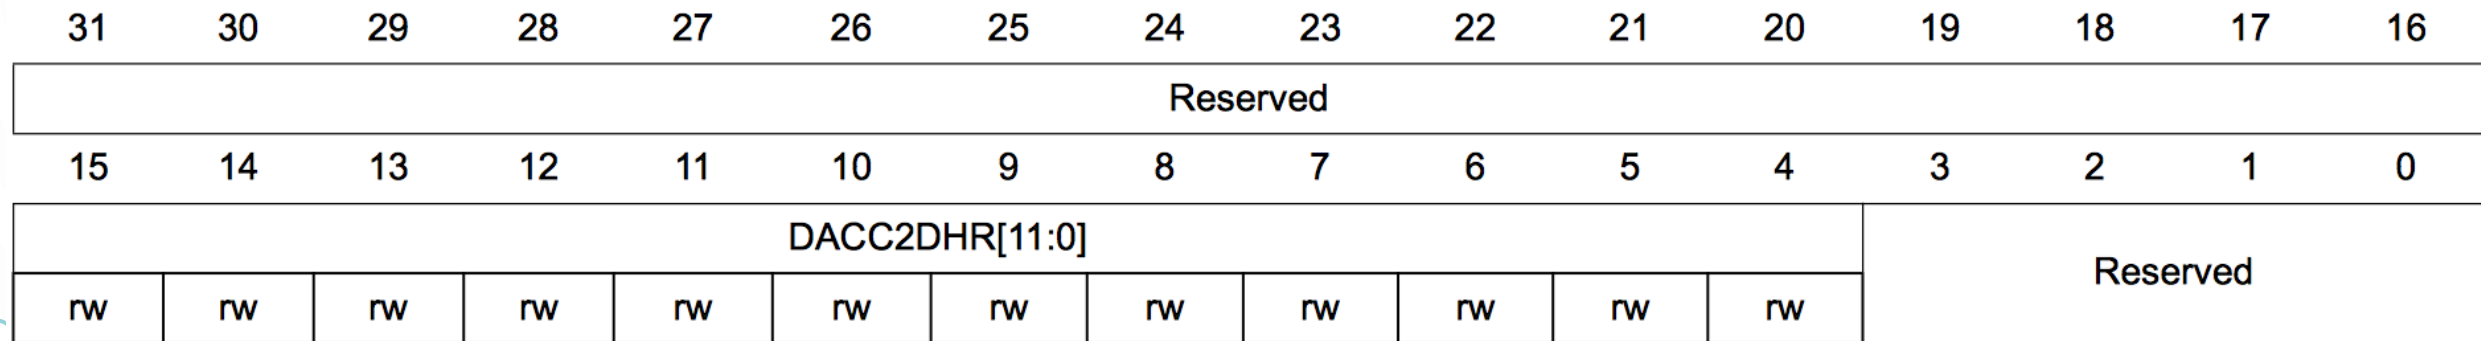 31 30 29 28 27 26 25 24 23 22 21 20 19 18 17 16
Reserved
15 14 13 12 11 10 9 8 7 6 5 4 3 2 1 0
DACC2DHR[11:0]
Reserved
rw rw rw rw rw rw rw rw rw rw rw rw